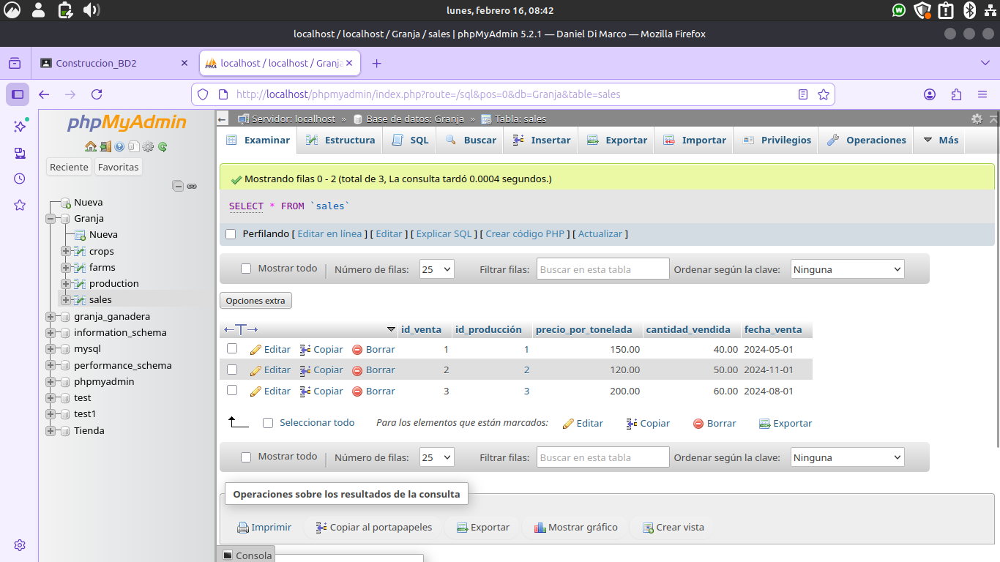 lunes, febrero 16, 08:42
localhost / localhost / Granja / sales | phpMyAdmin 5.2.1 — Daniel Di Marco — Mozilla Firefox
Construccion_BD2
localhost / localhost / Granja
http://localhost/phpmyadmin/index.php?route=/sql&pos=0&db=Granja&table=sales
phpMyAdmin
Reciente Favoritas
Nueva
Granja
Nueva
crops
farms
production
sales
granja_ganadera
information_schema
mysql
performance_schema
phpmyadmin
test
test1
Tienda
Servidor: localhost » Base de datos: Granja » Tabla: sales
Examinar Estructura SQL Buscar Insertar Exportar Importar Privilegios Operaciones Más
Mostrando filas 0 - 2 (total de 3, La consulta tardó 0.0004 segundos.)
SELECT * FROM `sales`
Perfilando [ Editar en línea ] [ Editar ] [ Explicar SQL ] [ Crear código PHP ] [ Actualizar ]
Mostrar todo Número de filas: 25 Filtrar filas: Buscar en esta tabla Ordenar según la clave: Ninguna
Opciones extra
id_venta id_producción precio_por_tonelada cantidad_vendida fecha_venta
Editar Copiar Borrar 1 1 150.00 40.00 2024-05-01
Editar Copiar Borrar 2 2 120.00 50.00 2024-11-01
Editar Copiar Borrar 3 3 200.00 60.00 2024-08-01
Seleccionar todo Para los elementos que están marcados: Editar Copiar Borrar Exportar
Mostrar todo Número de filas: 25 Filtrar filas: Buscar en esta tabla Ordenar según la clave: Ninguna
Operaciones sobre los resultados de la consulta
Imprimir Copiar al portapapeles Exportar Mostrar gráfico Crear vista
Consola